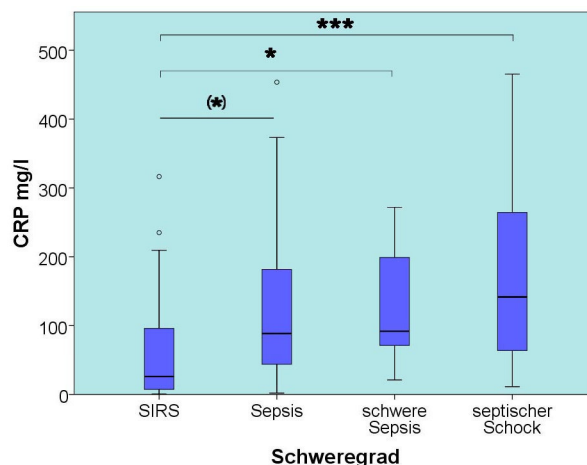 ***
*
(*)
500
400
300
200
100
0
CRP mg/l
SIRS
Sepsis
schwere
Sepsis
septischer
Schock
Schweregrad